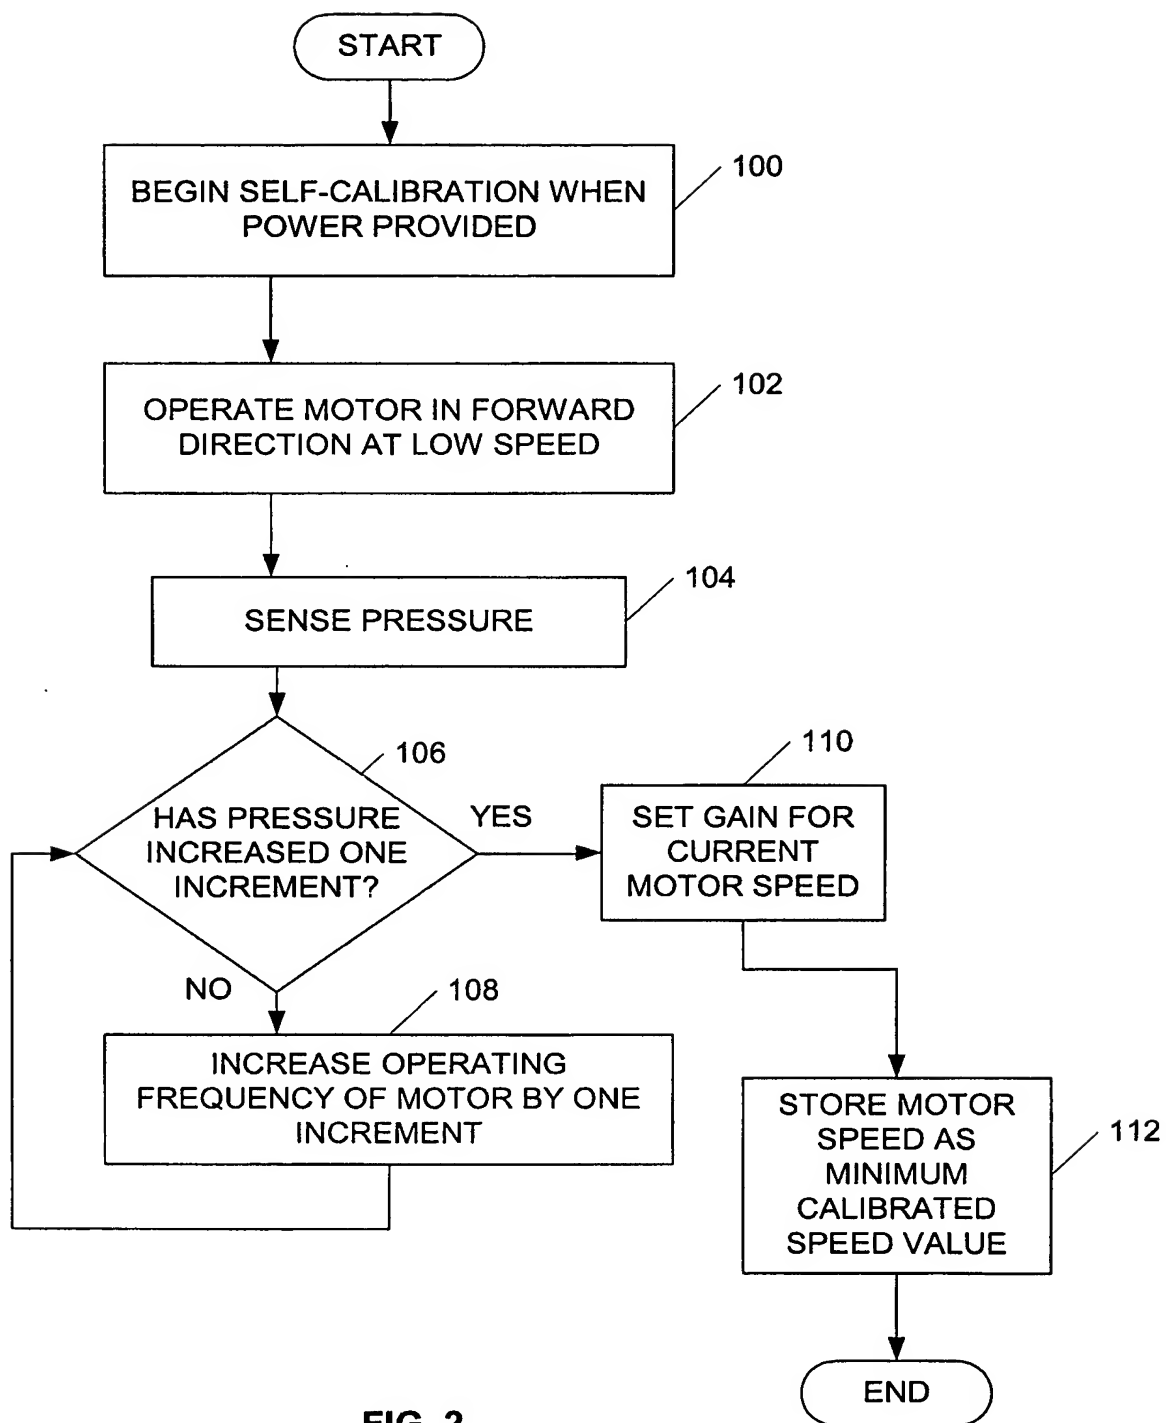 START
BEGIN SELF-CALIBRATION WHEN
POWER PROVIDED
100
OPERATE MOTOR IN FORWARD
DIRECTION AT LOW SPEED
102
SENSE PRESSURE
104
HAS PRESSURE
INCREASED ONE
INCREMENT?
106
YES
SET GAIN FOR
CURRENT
MOTOR SPEED
110
NO
INCREASE OPERATING
FREQUENCY OF MOTOR BY ONE
INCREMENT
108
STORE MOTOR
SPEED AS
MINIMUM
CALIBRATED
SPEED VALUE
112
END
FIG. 2